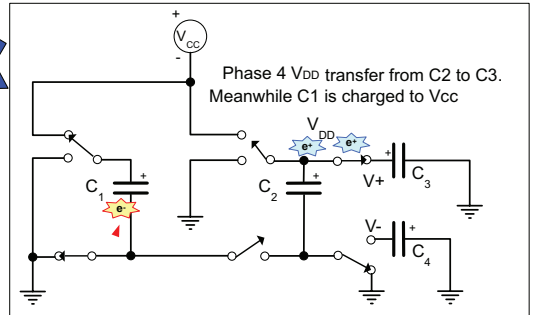 +
VCC
-
Phase 4 VDD transfer from C2 to C3.
Meanwhile C1 is charged to Vcc
VDD
e+
e+
+
C1
e-
+
C2
+
V+
C3
V-
+
C4